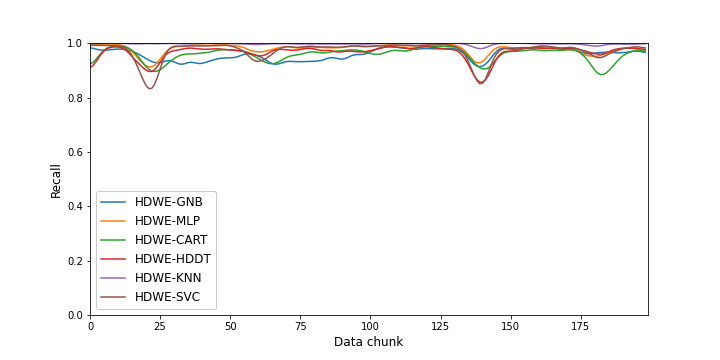 1.0
0.8
0.6
0.4
0.2
0.0
Recall
HDWE-GNB
HDWE-MLP
HDWE-CART
HDWE-HDDT
HDWE-KNN
HDWE-SVC
0 25 50 75 100 125 150 175
Data chunk